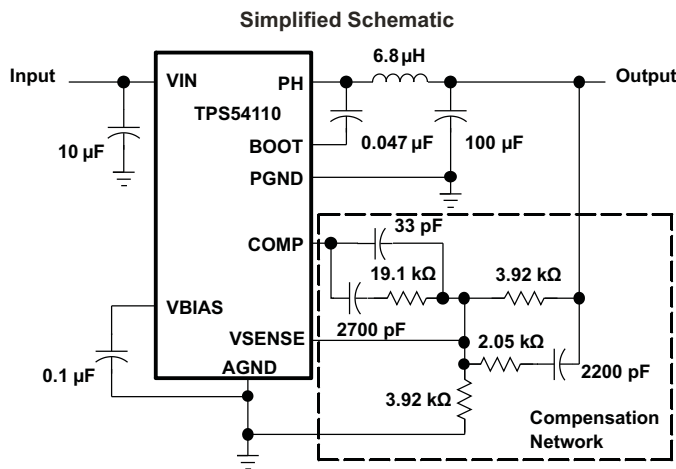 Simplified Schematic
6.8 µH
Input
VIN
PH
Output
TPS54110
10 µF
BOOT
0.047 µF
100 µF
PGND
33 pF
COMP
19.1 kΩ
3.92 kΩ
VBIAS
2700 pF
VSENSE
2.05 kΩ
0.1 µF
AGND
2200 pF
3.92 kΩ
Compensation
Network